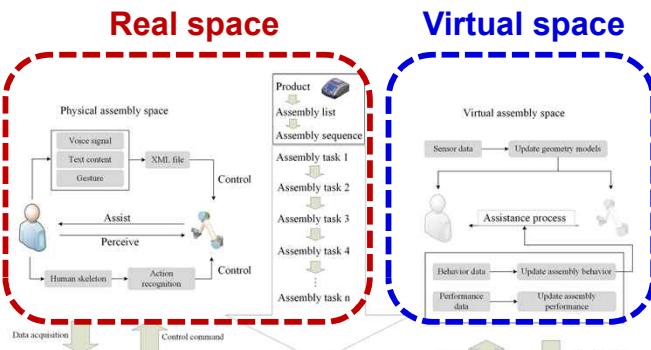 Real space
Virtual space
Physical assembly space
Voice signal
Text content
Gesture
XML file
Control
Assist
Perceive
Human skeleton
Action
recognition
Control
Product
Assembly list
Assembly sequence
Assembly task 1
Assembly task 2
Assembly task 3
Assembly task 4
Assembly task n
Virtual assembly space
Sensor data
Update geometry models
Assistance process
Behavior data
Update assembly behavior
Performance
data
Update assembly
performance
Data acquisition
Control command